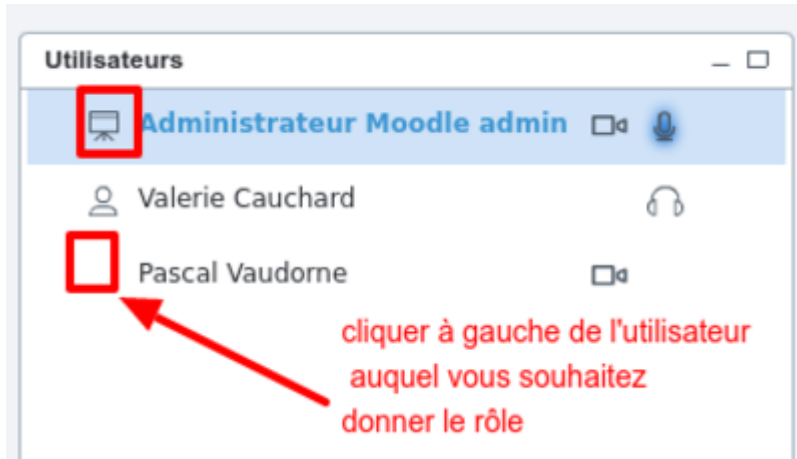 Utilisateurs
Administrateur Moodle admin
Valerie Cauchard
Pascal Vaudorne
cliquer à gauche de l'utilisateur
auquel vous souhaitez
donner le rôle